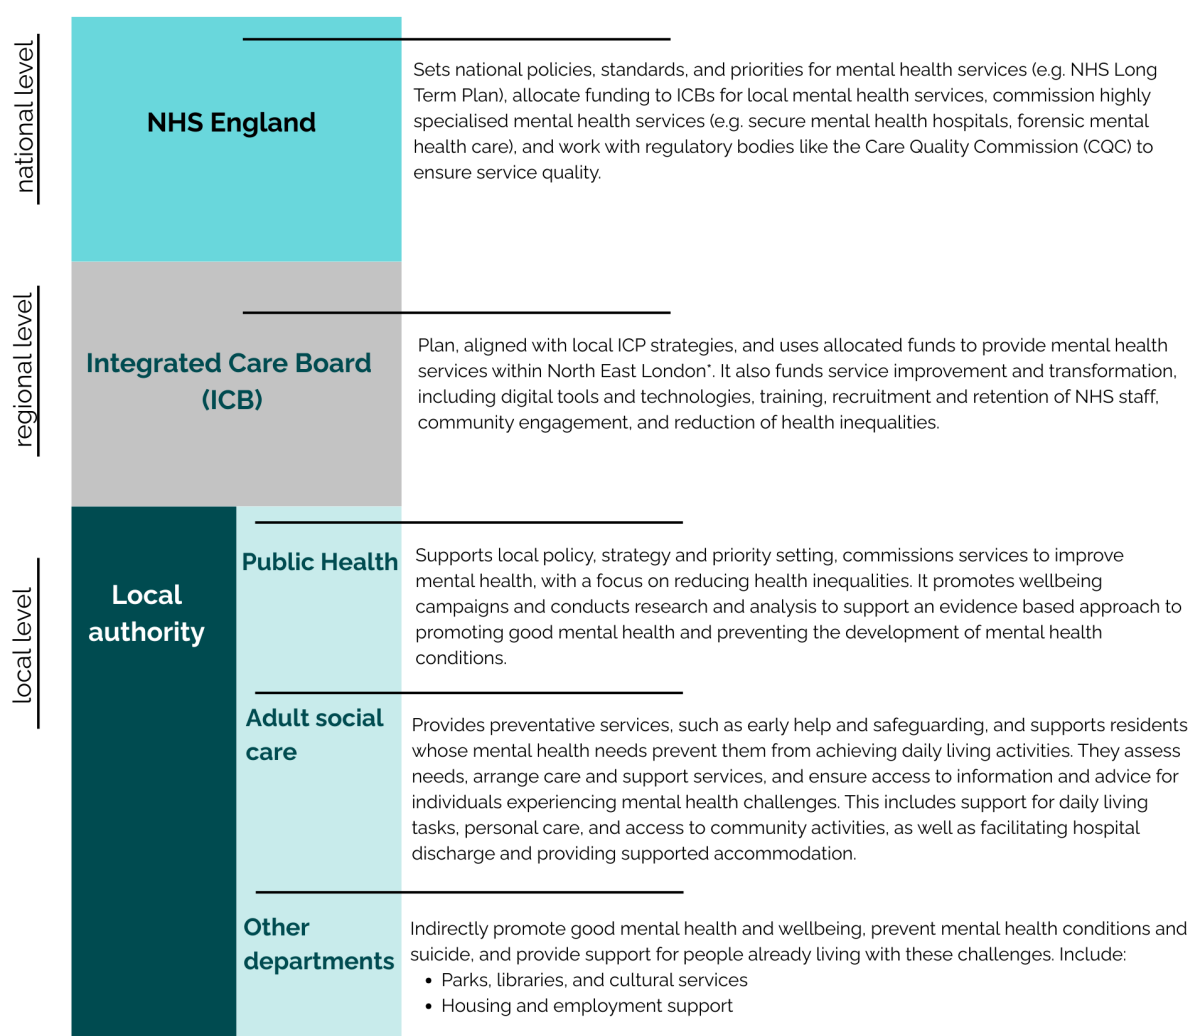 national level
NHS England
Sets national policies, standards, and priorities for mental health services (e.g. NHS Long
Term Plan), allocate funding to ICBs for local mental health services, commission highly
specialised mental health services (e.g. secure mental health hospitals, forensic mental
health care), and work with regulatory bodies like the Care Quality Commission (CQC) to
ensure service quality.
regional level
Integrated Care Board
(ICB)
Plan, aligned with local ICP strategies, and uses allocated funds to provide mental health
services within North East London*. It also funds service improvement and transformation,
including digital tools and technologies, training, recruitment and retention of NHS staff,
community engagement, and reduction of health inequalities.
local level
Local
authority
Public Health
Supports local policy, strategy and priority setting, commissions services to improve
mental health, with a focus on reducing health inequalities. It promotes wellbeing
campaigns and conducts research and analysis to support an evidence based approach to
promoting good mental health and preventing the development of mental health
conditions.
Adult social
care
Provides preventative services, such as early help and safeguarding, and supports residents
whose mental health needs prevent them from achieving daily living activities. They assess
needs, arrange care and support services, and ensure access to information and advice for
individuals experiencing mental health challenges. This includes support for daily living
tasks, personal care, and access to community activities, as well as facilitating hospital
discharge and providing supported accommodation.
Other
departments
Indirectly promote good mental health and wellbeing, prevent mental health conditions and
suicide, and provide support for people already living with these challenges. Include:
• Parks, libraries, and cultural services
• Housing and employment support